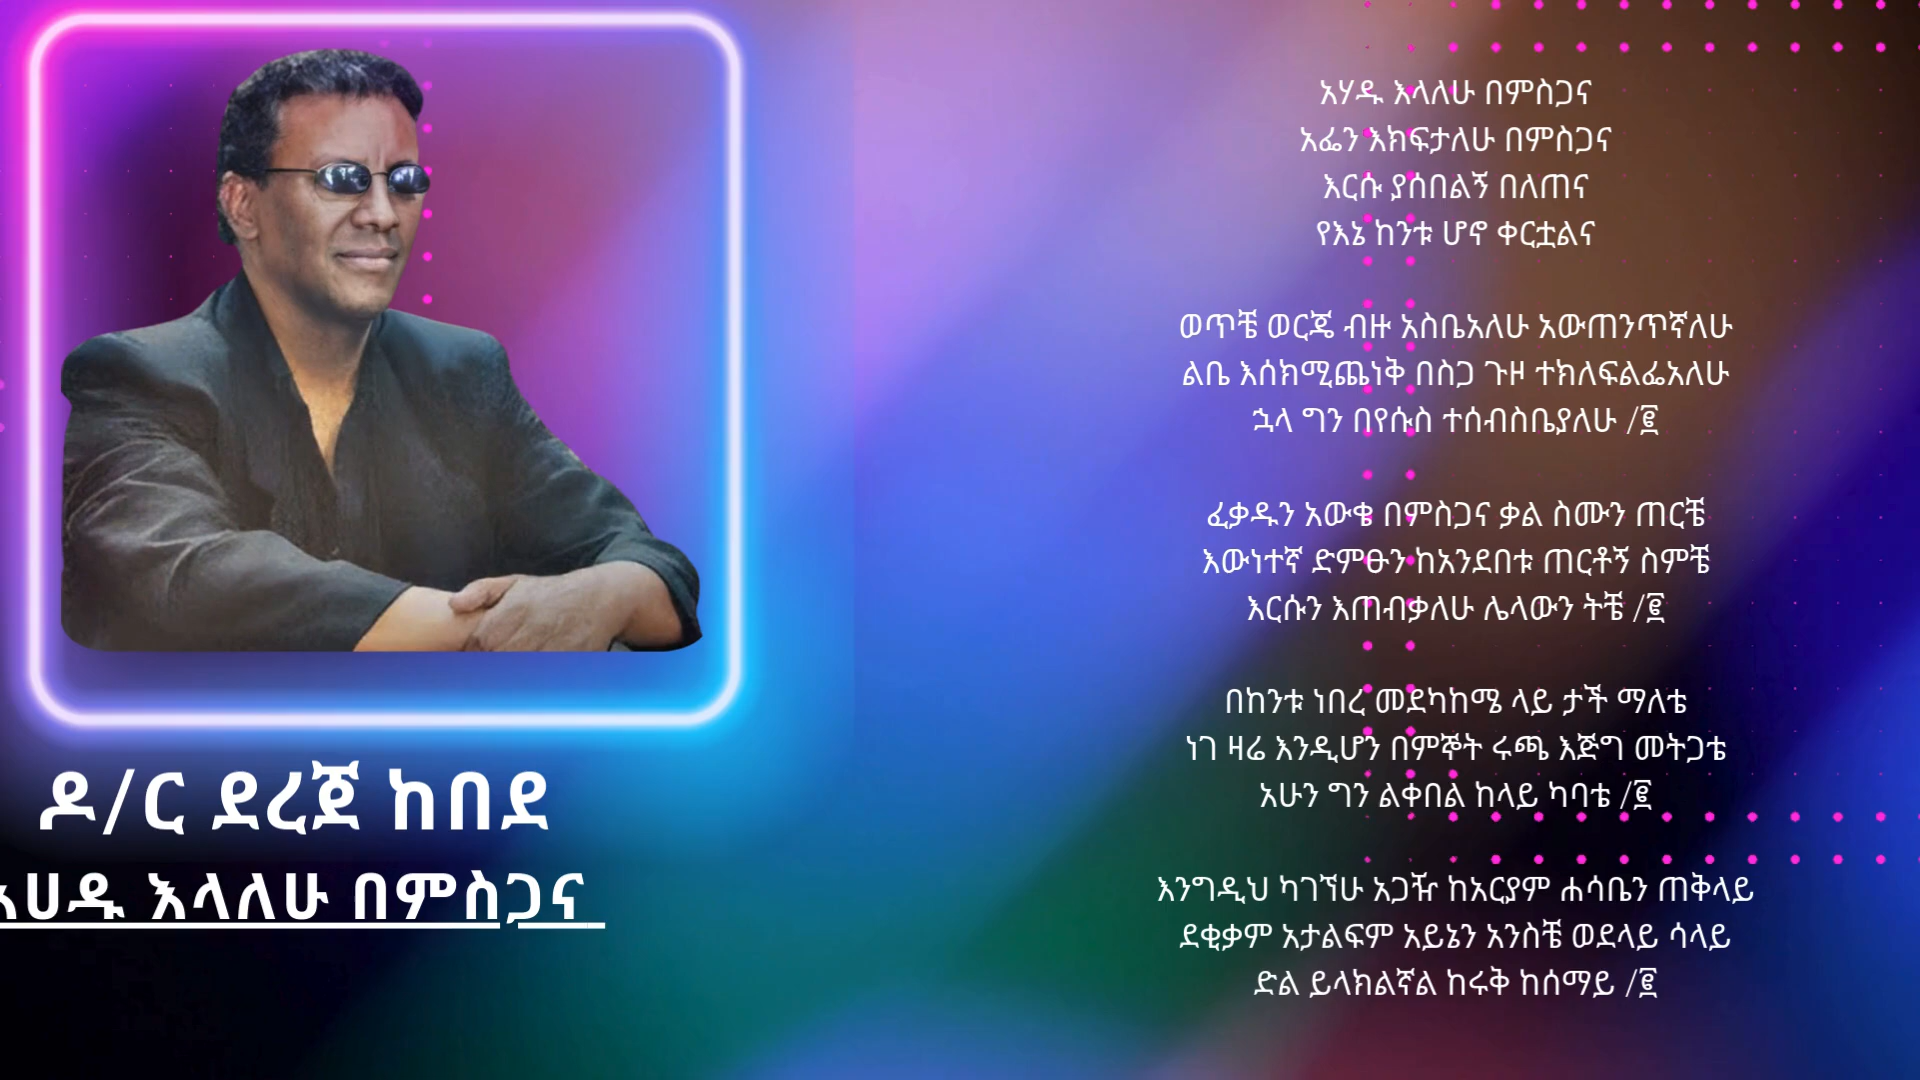 ዶ/ር ደረጀ ከበደ
እላለሁ በምስጋና
አሃዱ እላለሁ በምስጋና
አፌን እክፍታለሁ በምስጋና
እርሱ ያሰበልኝ በለጠና
የእኔ ከንቱ ሆኖ ቀርቷልና
ወጥቼ ወርጄ ብዙ አስቤአለሁ አውጠንጥኛለሁ
ልቤ እሰክሚጨነቅ በስጋ ጉዞ ተክለፍልፌአለሁ
ኋላ ግን በየሱስ ተሰብስቤያለሁ /፪
ፈቃዱን አውቄ በምስጋና ቃል ስሙን ጠርቼ
እውነተኛ ድምፁን ከአንደበቱ ጠርቶኝ ስምቼ
እርሱን እጠብቃለሁ ሌላውን ትቼ /፪
በከንቱ ነበረ መደካከሜ ላይ ታች ማለቴ
ነገ ዛሬ እንዲሆን በምኞት ሩጫ እጅግ መትጋቴ
አሁን ግን ልቀበል ከላይ ካባቴ /፪
እንግዲህ ካገኘሁ አጋዥ ከአርያም ሐሳቤን ጠቅላይ
ደቂቃም አታልፍም አይኔን አንስቼ ወደላይ ሳላይ
ድል ይላክልኛል ከሩቅ ከሰማይ /፪